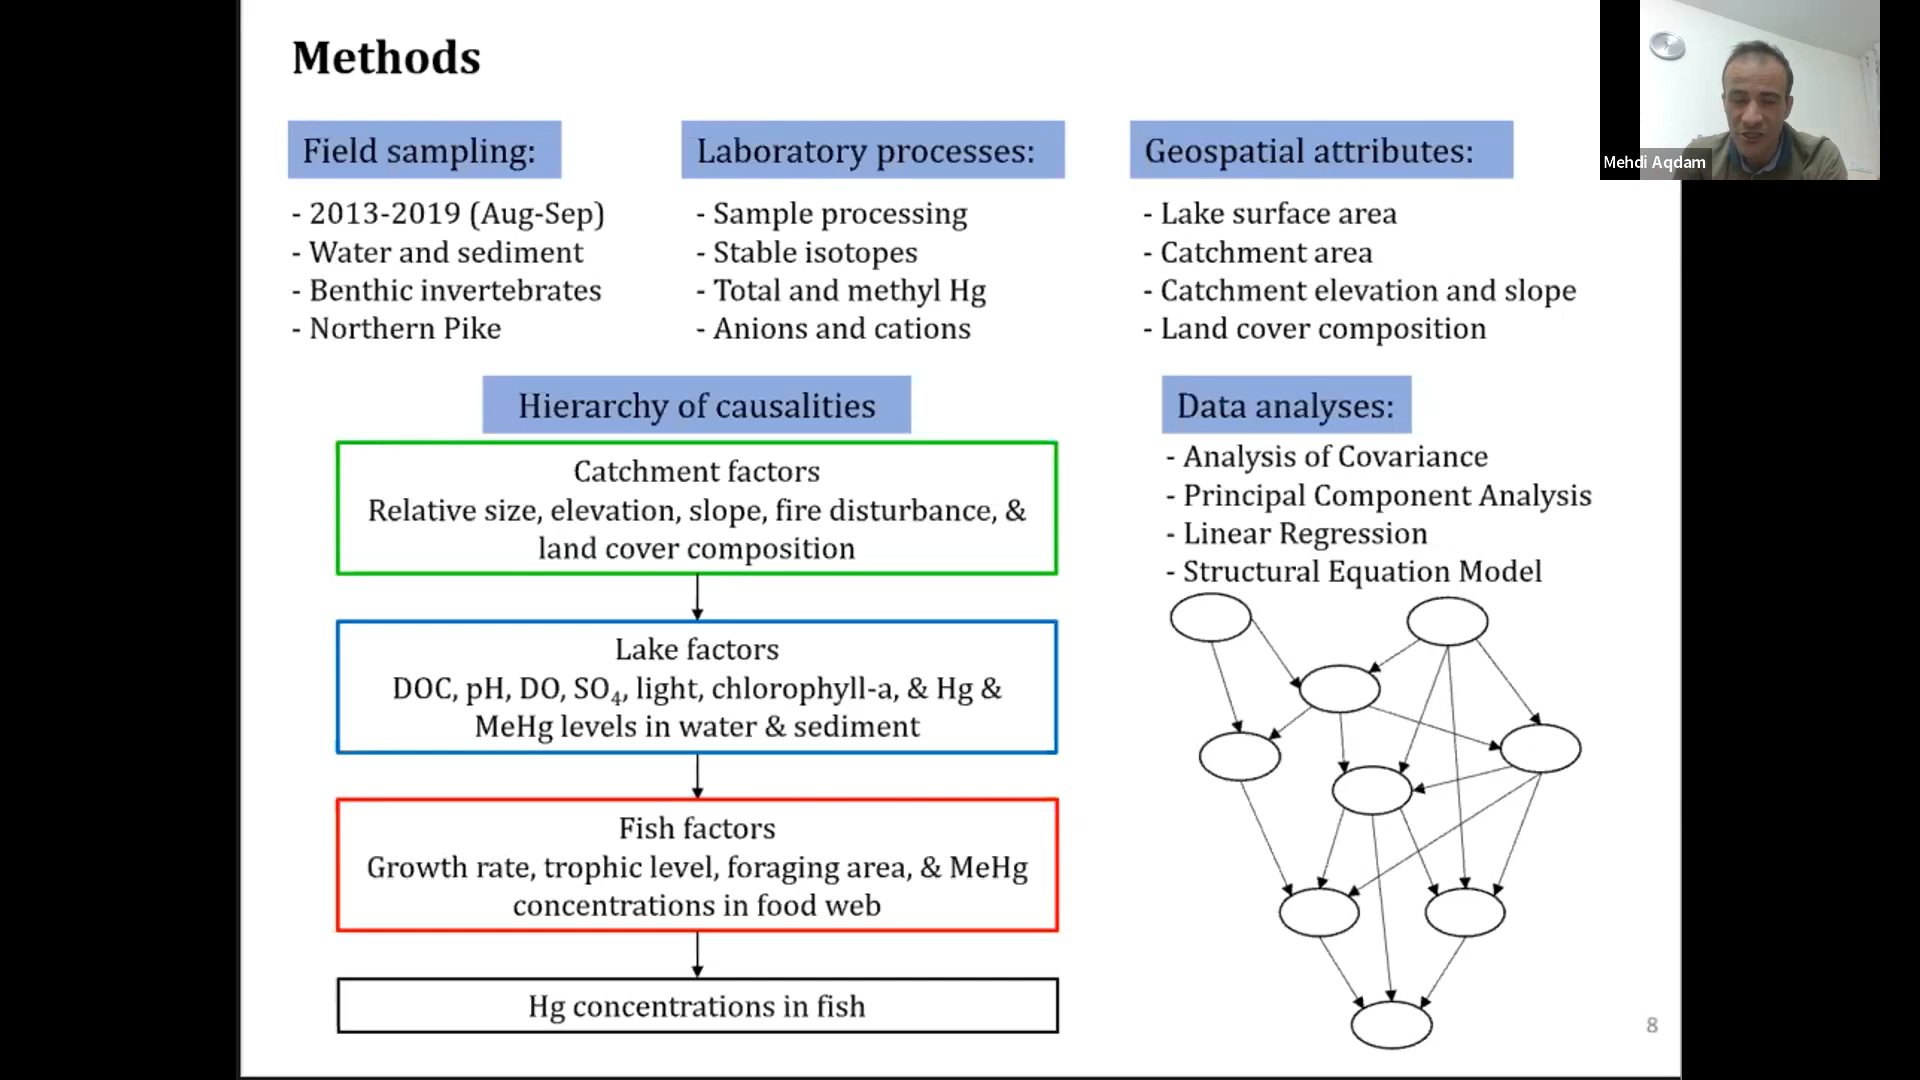 Methods
Field sampling:
- 2013-2019 (Aug-Sep)
- Water and sediment
- Benthic invertebrates
- Northern Pike
Laboratory processes:
- Sample processing
- Stable isotopes
- Total and methyl Hg
- Anions and cations
Geospatial attributes:
- Lake surface area
- Catchment area
- Catchment elevation and slope
- Land cover composition
Mehdi Aqdam
Hierarchy of causalities
Catchment factors
Relative size, elevation, slope, fire disturbance, &
land cover composition
Lake factors
DOC, pH, DO, SO₄, light, chlorophyll-a, & Hg &
MeHg levels in water & sediment
Fish factors
Growth rate, trophic level, foraging area, & MeHg
concentrations in food web
Hg concentrations in fish
Data analyses:
- Analysis of Covariance
- Principal Component Analysis
- Linear Regression
- Structural Equation Model
8